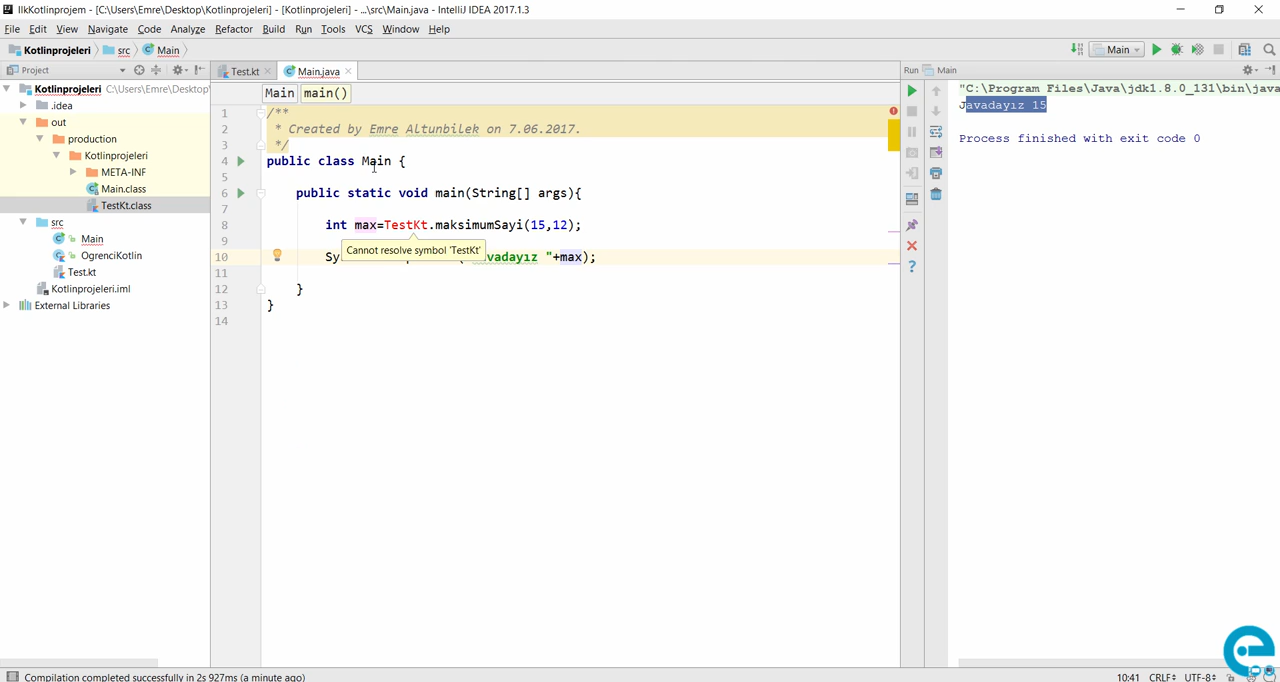 IlkKotlinprojem - [C:\Users\Emre\Desktop\Kotlinprojeleri] - [Kotlinprojeleri] - ...\src\Main.java - IntelliJ IDEA 2017.1.3
File Edit View Navigate Code Analyze Refactor Build Run Tools VCS Window Help
Kotlinprojeleri src Main
Main
Project
Test.kt Main.java
Run Main
Kotlinprojeleri C:\Users\Emre\Desktop\
.idea
out
production
Kotlinprojeleri
META-INF
Main.class
TestKt.class
src
Main
OgrenciKotlin
Test.kt
Kotlinprojeleri.iml
External Libraries
Main main()
1 /**
2 * Created by Emre Altunbilek on 7.06.2017.
3 */
4 public class Main {
5
6 public static void main(String[] args){
7
8 int max=TestKt.maksimumSayi(15,12);
9
Cannot resolve symbol 'TestKt'
10 Sy vadayız "+max);
11
12 }
13 }
14
"C:\Program Files\Java\jdk1.8.0_131\bin\java
Javadayız 15
Process finished with exit code 0
Compilation completed successfully in 2s 927ms (a minute ago)
10:41 CRLF UTF-8